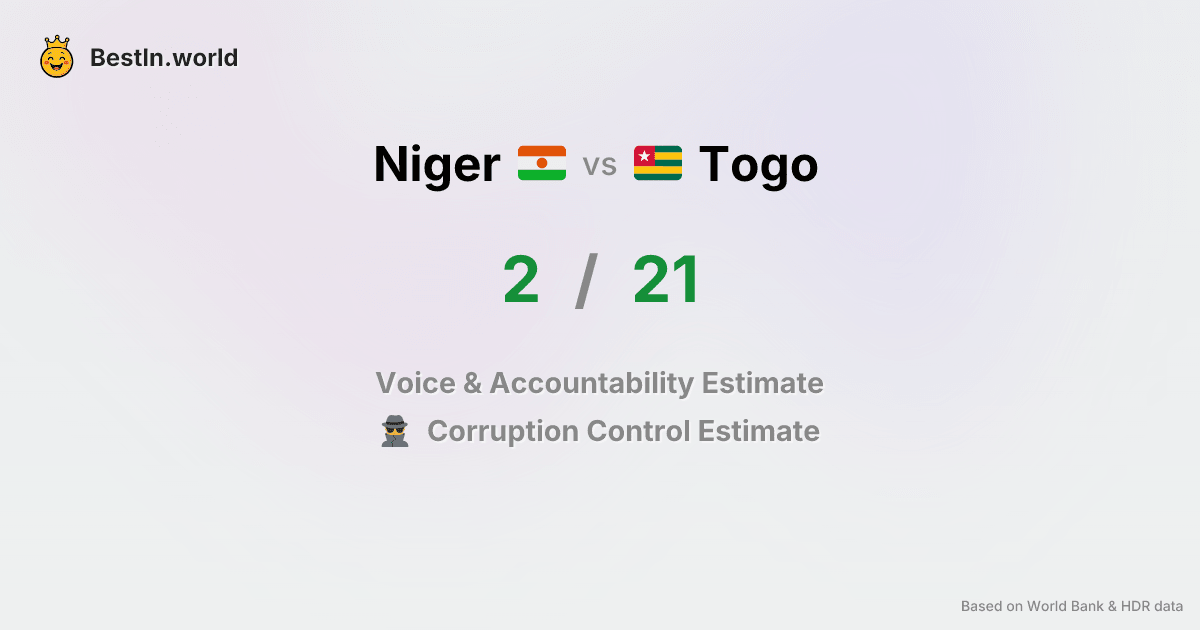 BestIn.world
Niger vs Togo
2 / 21
Voice & Accountability Estimate
Corruption Control Estimate
Based on World Bank & HDR data